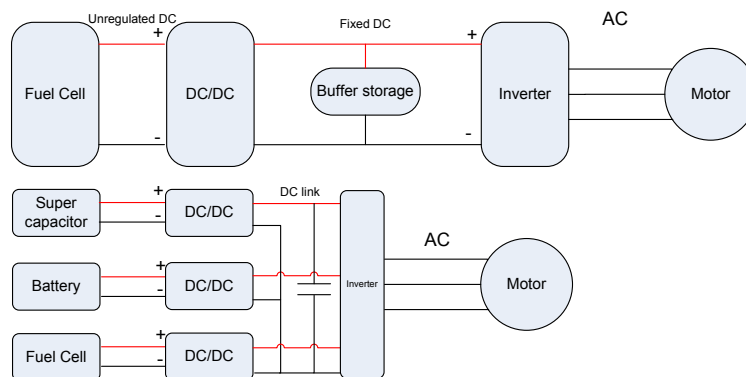 AC
Unregulated DC
Fixed DC
+
+
Fuel Cell
DC/DC
Buffer storage
Inverter
Motor
-
-
Super
capacitor
+
-
DC/DC
DC link
AC
Battery
+
-
DC/DC
Inverter
Motor
Fuel Cell
+
-
DC/DC